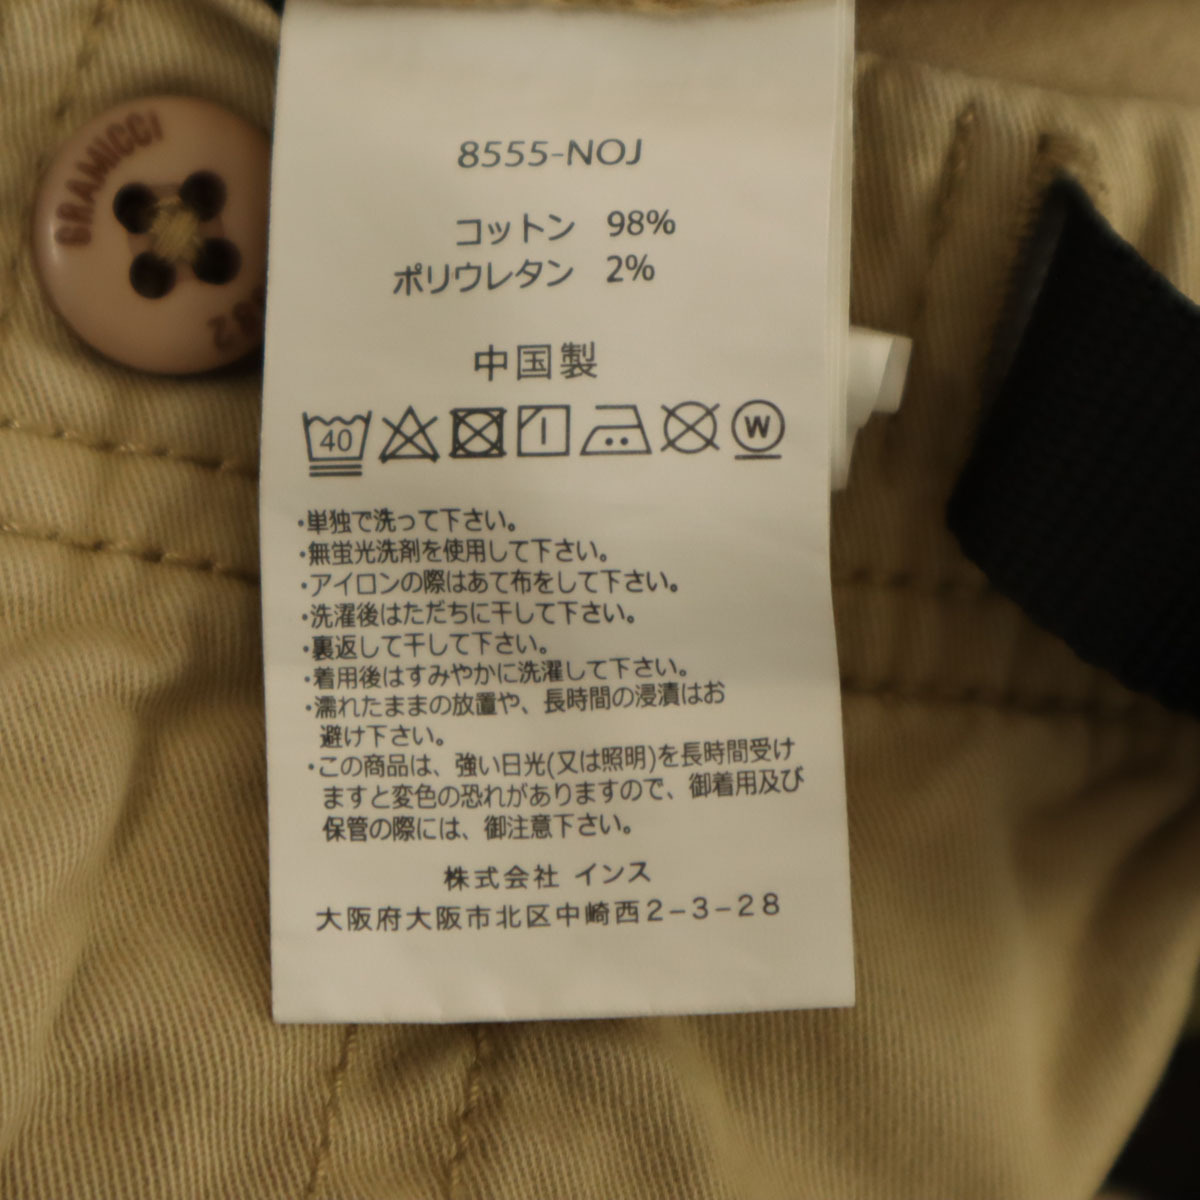 GRAMICCI
8555-NOJ
コットン 98%
ポリウレタン 2%
中国製
40
W
・単独で洗って下さい。
・無蛍光洗剤を使用して下さい。
・アイロンの際はあて布をして下さい。
・洗濯後はただちに干して下さい。
・裏返して干して下さい。
・着用後はすみやかに洗濯して下さい。
・濡れたままの放置や、長時間の浸漬はお
避け下さい。
・この商品は、強い日光(又は照明)を長時間受け
ますと変色の恐れがありますので、御着用及び
保管の際には、御注意下さい。
株式会社 インス
大阪府大阪市北区中崎西2-3-28